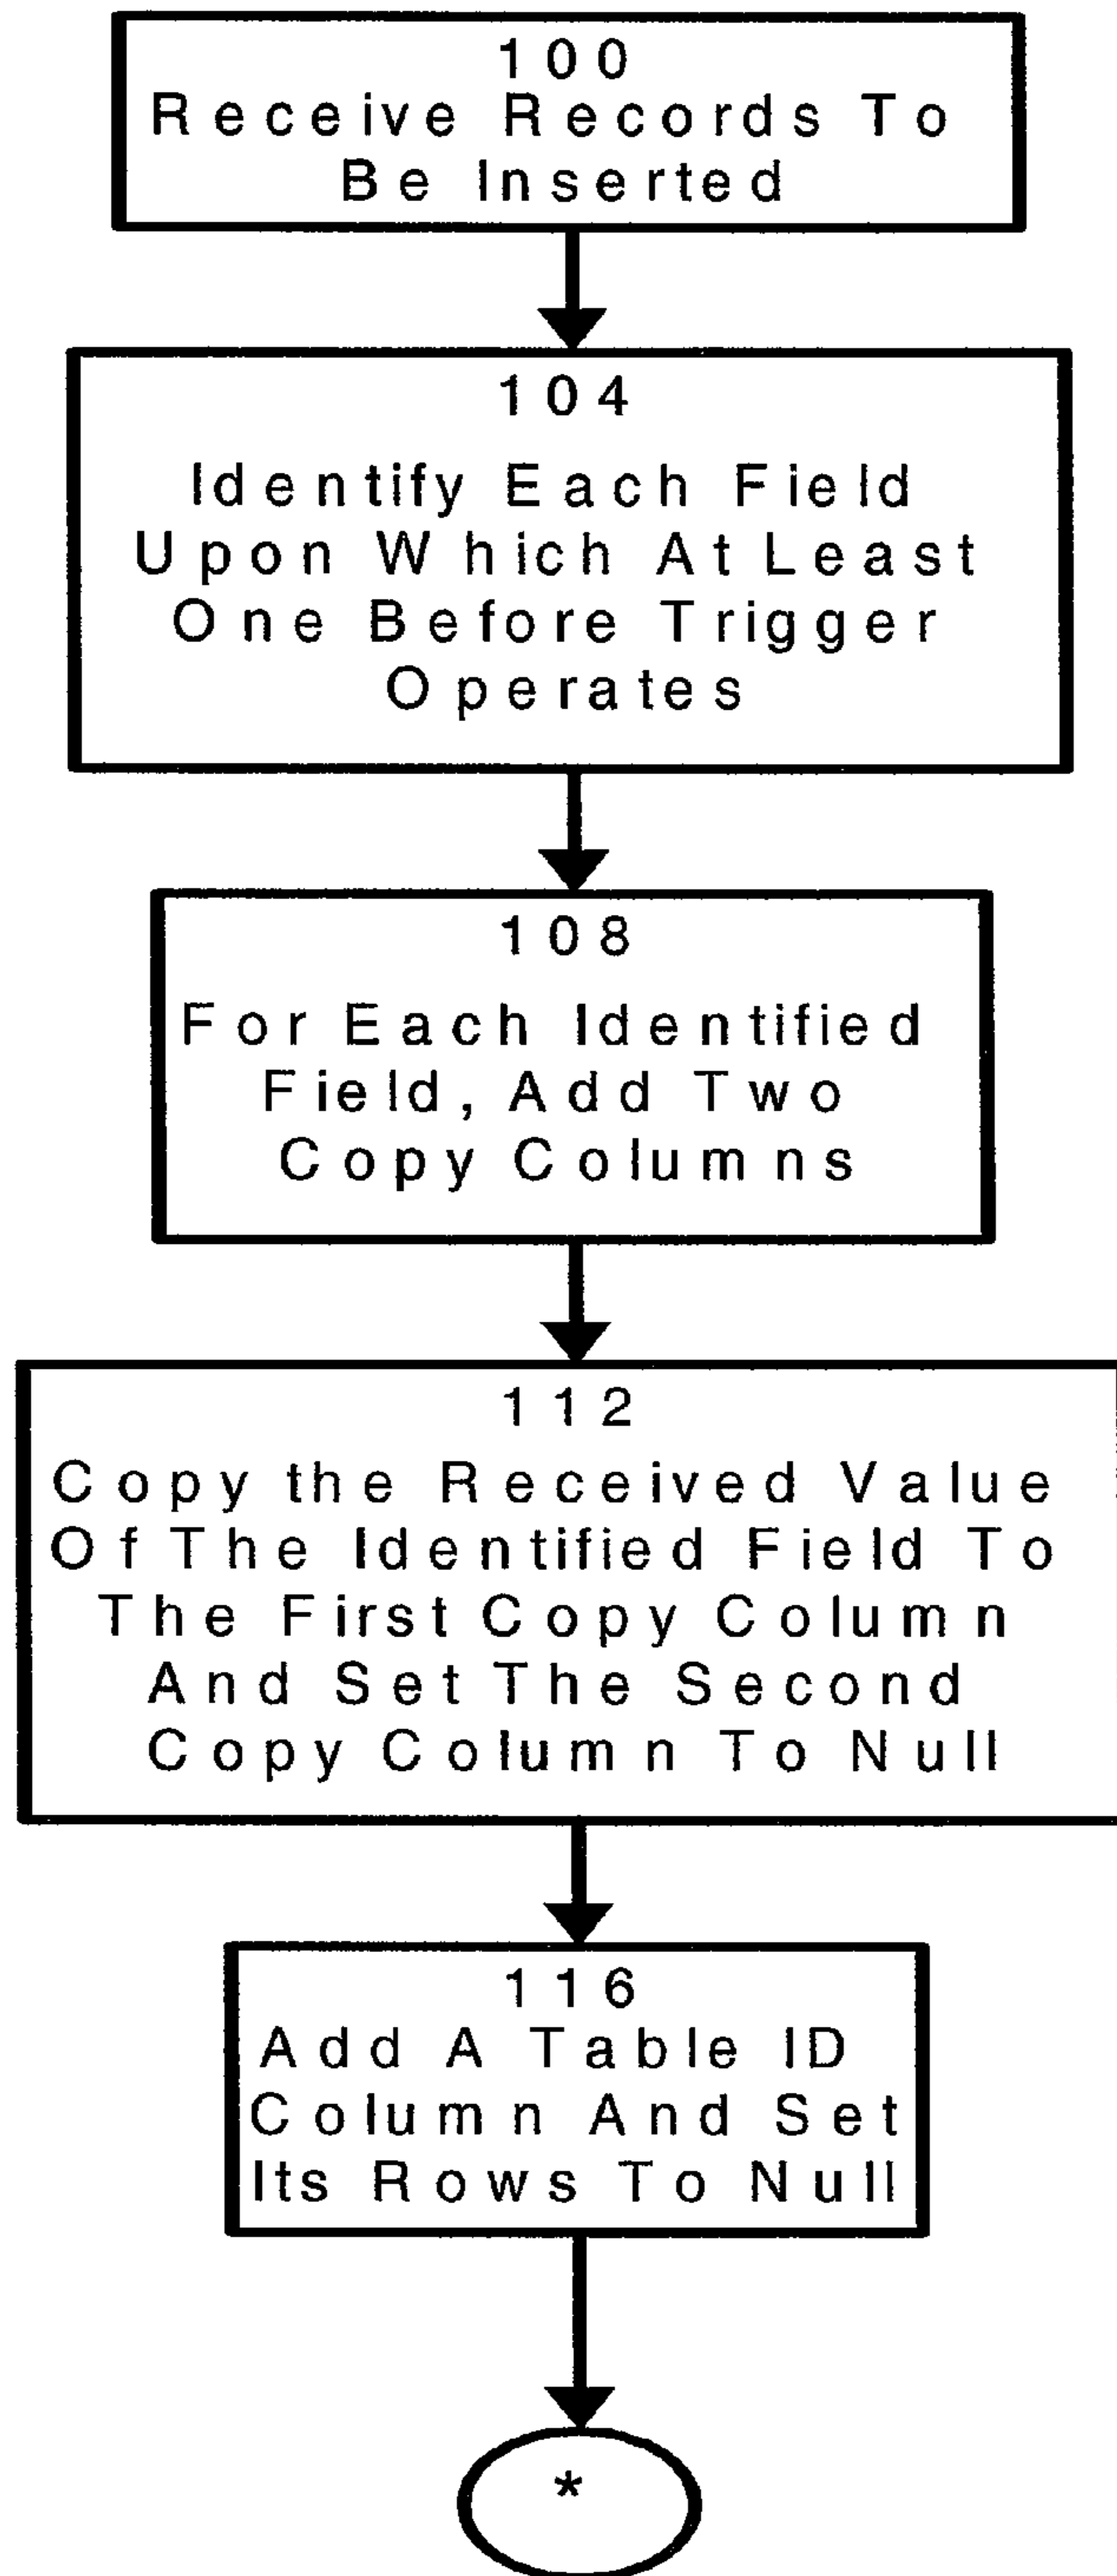 100
Receive Records To
Be Inserted
104
Identify Each Field
Upon Which At Least
One Before Trigger
Operates
108
For Each Identified
Field, Add Two
Copy Columns
112
Copy the Received Value
Of The Identified Field To
The First Copy Column
And Set The Second
Copy Column To Null
116
Add A Table ID
Column And Set
Its Rows To Null
*